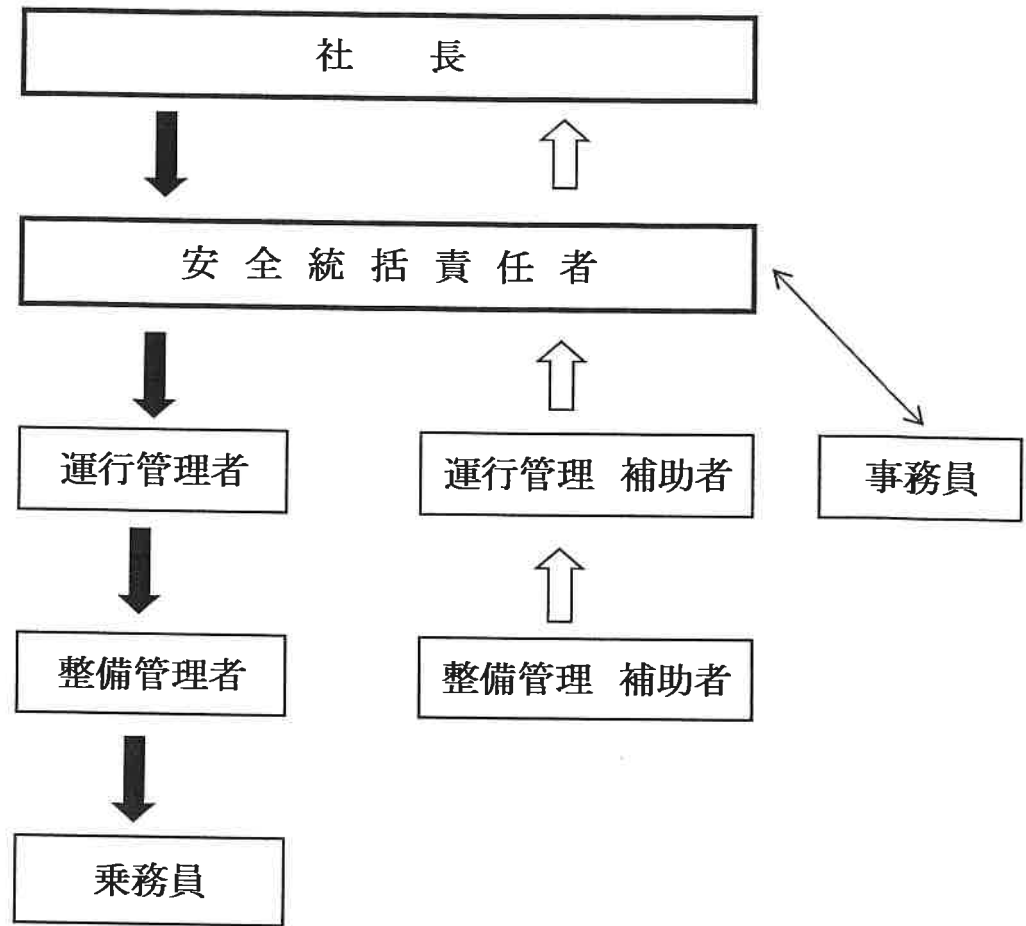 社　長
安全統括責任者
運行管理者
運行管理 補助者
事務員
整備管理者
整備管理 補助者
乗務員